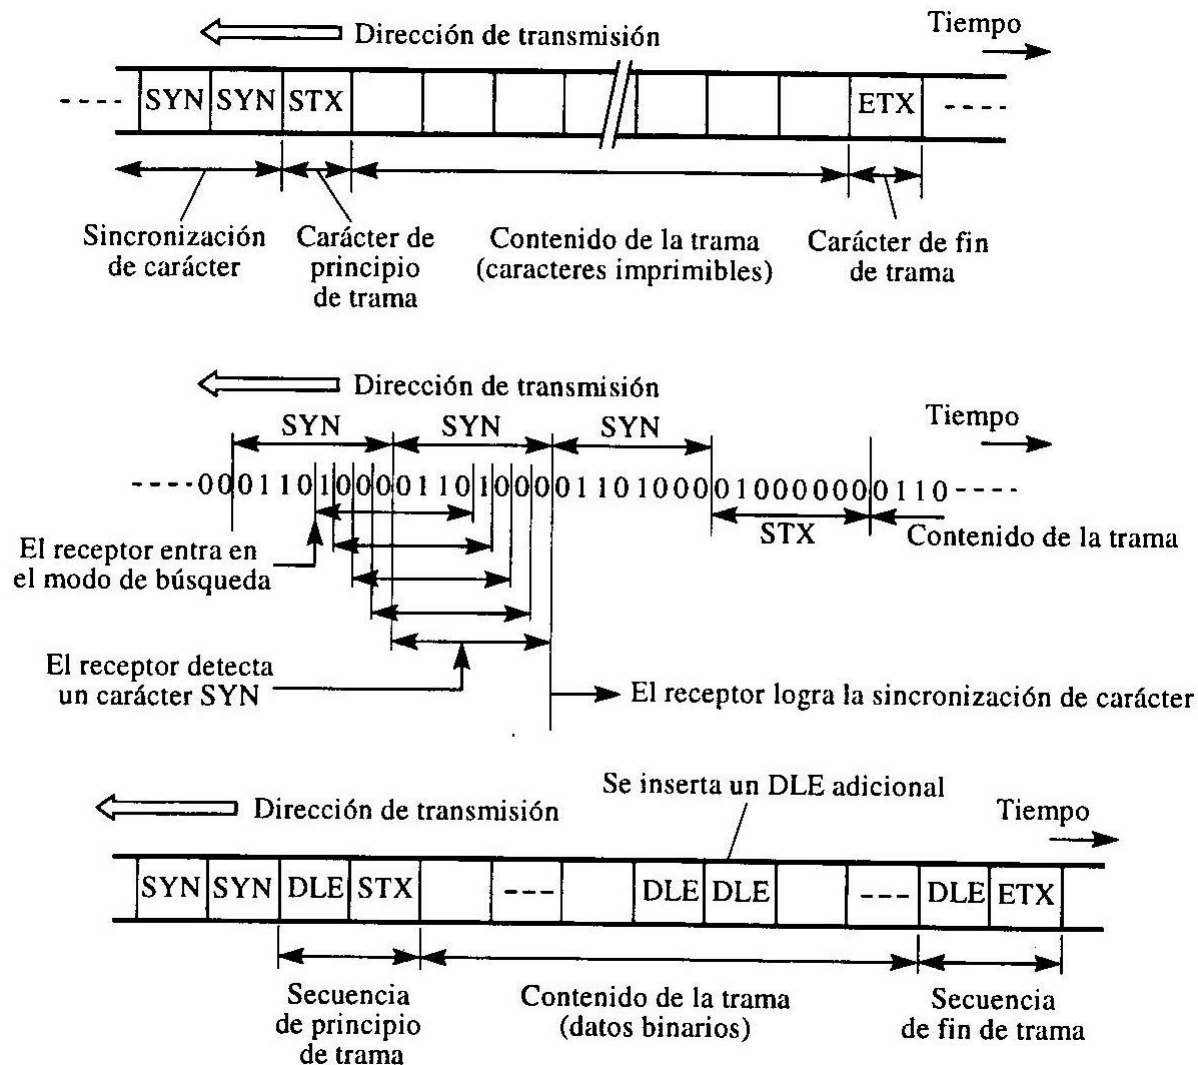 Dirección de transmisión
Tiempo
---- SYN SYN STX ETX ----
Sincronización
de carácter
Carácter de
principio
de trama
Contenido de la trama
(caracteres imprimibles)
Carácter de fin
de trama
Dirección de transmisión
Tiempo
SYN SYN SYN
----00011010000110100001101000010000000110----
STX
Contenido de la trama
El receptor entra en
el modo de búsqueda
El receptor detecta
un carácter SYN
El receptor logra la sincronización de carácter
Se inserta un DLE adicional
Dirección de transmisión
Tiempo
SYN SYN DLE STX --- DLE DLE --- DLE ETX
Secuencia
de principio
de trama
Contenido de la trama
(datos binarios)
Secuencia
de fin de trama